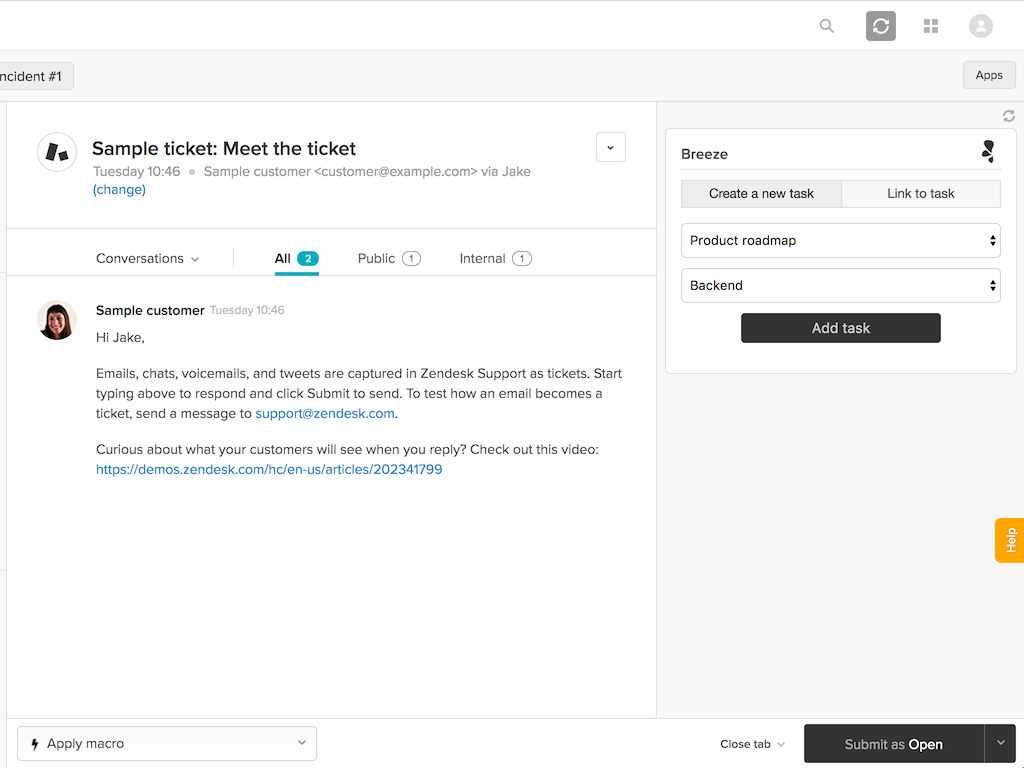 ncident #1
Apps
Sample ticket: Meet the ticket
Tuesday 10:46 Sample customer <customer@example.com> via Jake
(change)
Conversations All 2 Public 1 Internal 1
Sample customer Tuesday 10:46
Hi Jake,
Emails, chats, voicemails, and tweets are captured in Zendesk Support as tickets. Start
typing above to respond and click Submit to send. To test how an email becomes a
ticket, send a message to support@zendesk.com.
Curious about what your customers will see when you reply? Check out this video:
https://demos.zendesk.com/hc/en-us/articles/202341799
Breeze
Create a new task Link to task
Product roadmap
Backend
Add task
Help
Apply macro
Close tab
Submit as Open